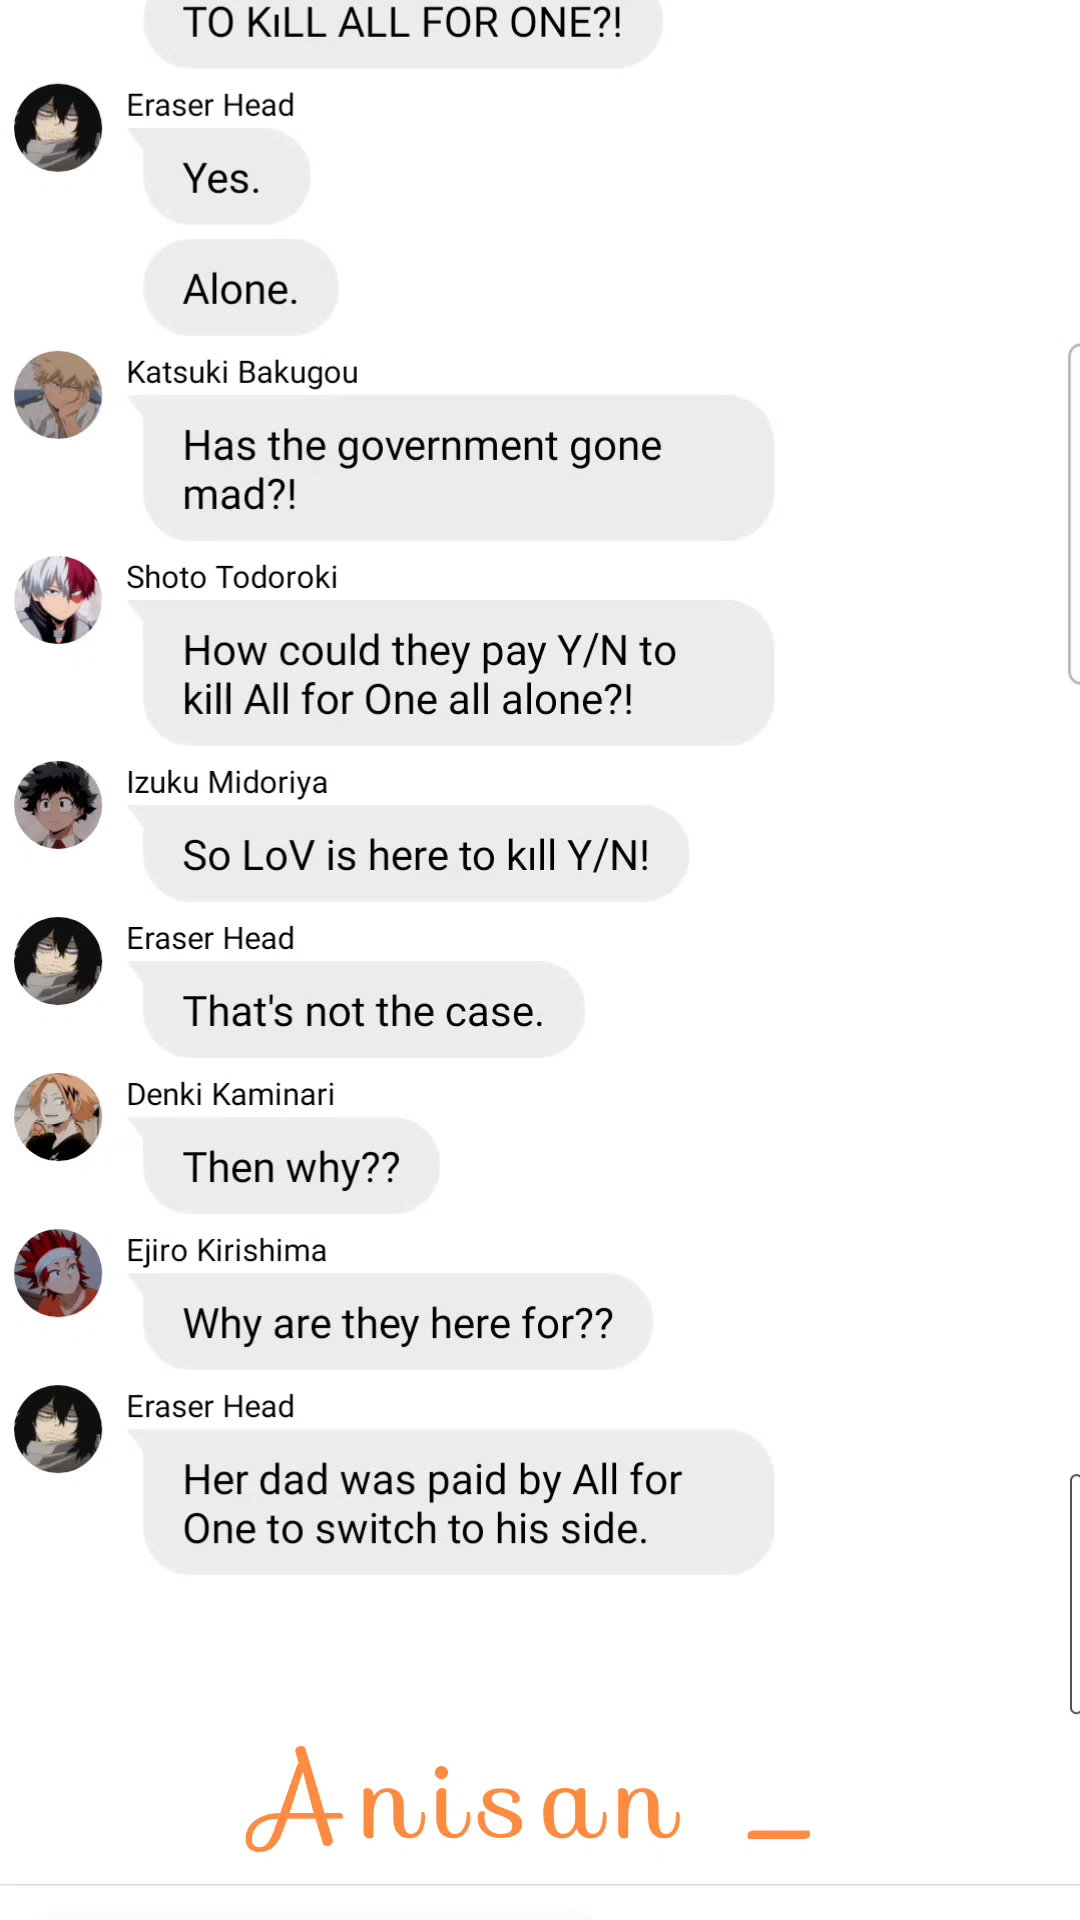 TO KıLL ALL FOR ONE?!
Eraser Head
Yes.
Alone.
Katsuki Bakugou
Has the government gone
mad?!
Shoto Todoroki
How could they pay Y/N to
kill All for One all alone?!
Izuku Midoriya
So LoV is here to kıll Y/N!
Eraser Head
That's not the case.
Denki Kaminari
Then why??
Ejiro Kirishima
Why are they here for??
Eraser Head
Her dad was paid by All for
One to switch to his side.
Anisan _